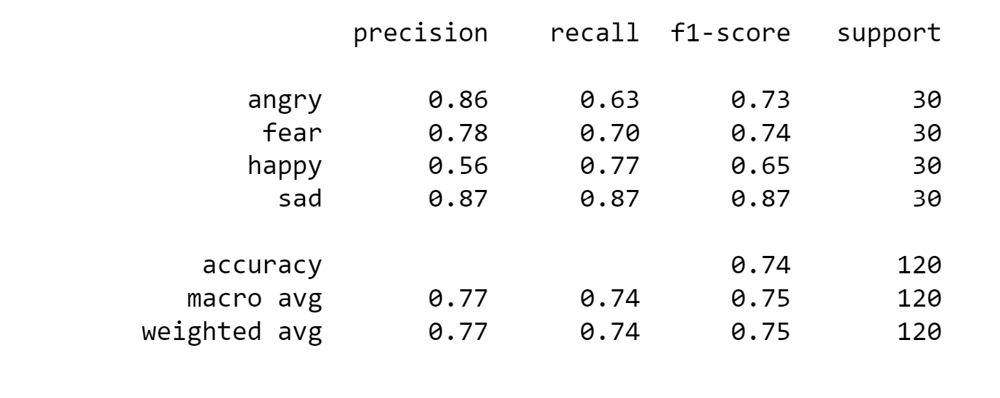 precision recall f1-score support
angry 0.86 0.63 0.73 30
fear 0.78 0.70 0.74 30
happy 0.56 0.77 0.65 30
sad 0.87 0.87 0.87 30
accuracy 0.74 120
macro avg 0.77 0.74 0.75 120
weighted avg 0.77 0.74 0.75 120